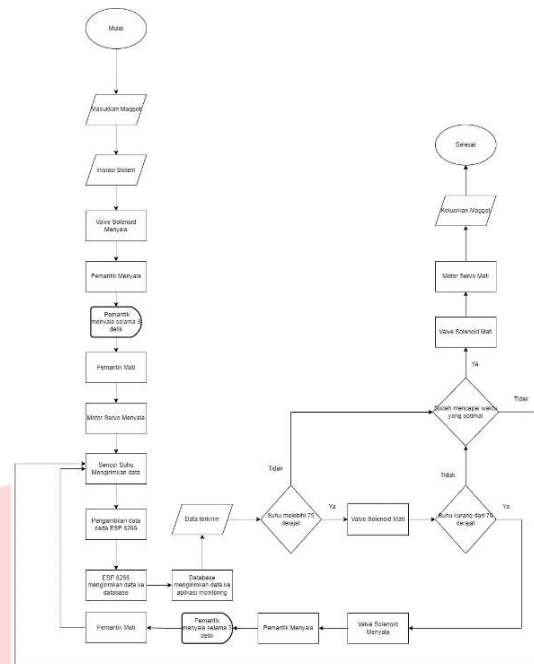 Mulai
Masukkan Maggot
Inisiasi Sistem
Valve Solenoid
Menyala
Pemantik Menyala
Pemantik
menyala selama 3
detik
Pemantik Mati
Motor Servo Menyala
Sensor Suhu
Mengirimkan data
Pengambilan data
pada ESP 8266
ESP 8266
mengirimkan data ke
database
Database
mengirimkan data ke
aplikasi monitoring
Data terkirim
Suhu melebihi 75
derajat
Tidak
Ya
Valve Solenoid Mati
Suhu kurang dari 70
derajat
Tidak
Ya
Valve Solenoid
Menyala
Pemantik Menyala
Pemantik
menyala selama 3
detik
Pemantik Mati
Sudah mencapai waktu
yang optimal
Tidak
Ya
Valve Solenoid Mati
Motor Servo Mati
Keluarkan Maggot
Selesai